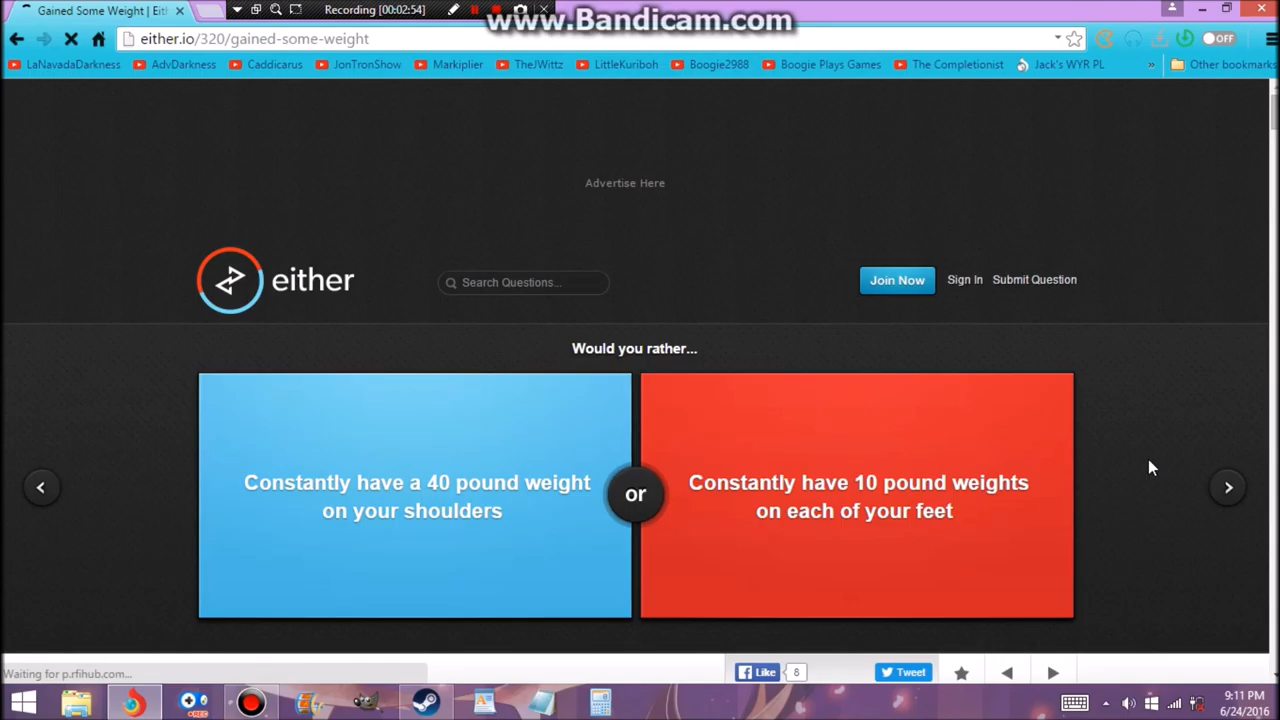 Gained Some Weight | Eit
Recording [00:02:54]
www.Bandicam.com
either.io/320/gained-some-weight
OFF
LaNavadaDarkness
AdvDarkness
Caddicarus
JonTronShow
Markiplier
TheJWittz
LittleKuriboh
Boogie2988
Boogie Plays Games
The Completionist
Jack's WYR PL
»
Other bookmarks
Advertise Here
either
Search Questions...
Join Now
Sign In
Submit Question
Would you rather...
Constantly have a 40 pound weight
on your shoulders
or
Constantly have 10 pound weights
on each of your feet
Waiting for p.rfihub.com...
Like
8
Tweet
REC
9:11 PM
6/24/2016